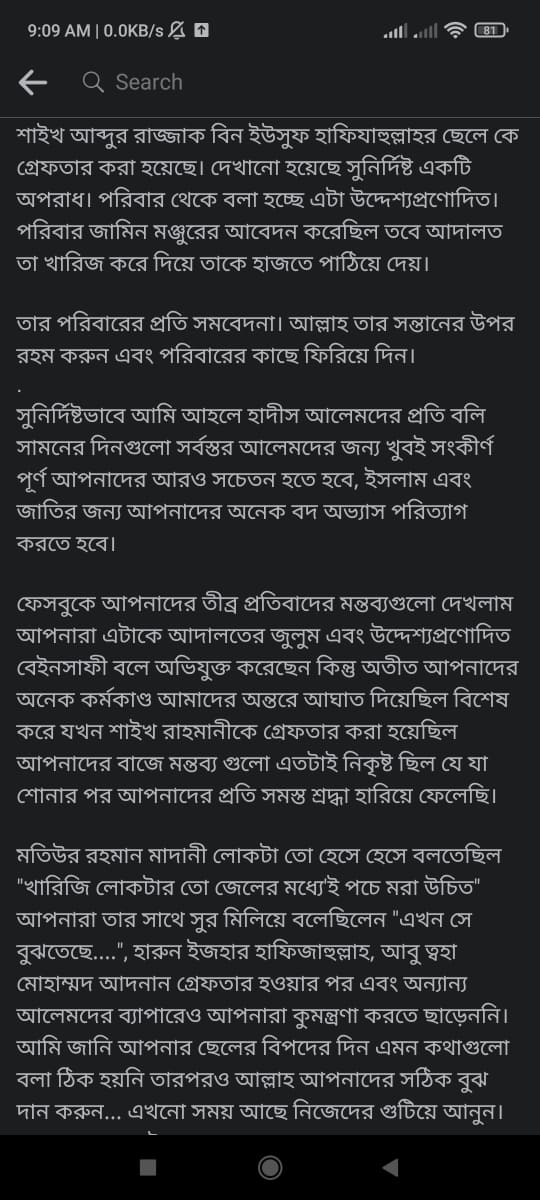 9:09 AM | 0.0KB/s
81
Search
শাইখ আব্দুর রাজ্জাক বিন ইউসুফ হাফিযাহুল্লাহর ছেলে কে
গ্রেফতার করা হয়েছে। দেখানো হয়েছে সুনির্দিষ্ট একটি
অপরাধ। পরিবার থেকে বলা হচ্ছে এটা উদ্দেশ্যপ্রণোদিত।
পরিবার জামিন মঞ্জুরের আবেদন করেছিল তবে আদালত
তা খারিজ করে দিয়ে তাকে হাজতে পাঠিয়ে দেয়।
তার পরিবারের প্রতি সমবেদনা। আল্লাহ তার সন্তানের উপর
রহম করুন এবং পরিবারের কাছে ফিরিয়ে দিন।
.
সুনির্দিষ্টভাবে আমি আহলে হাদীস আলেমদের প্রতি বলি
সামনের দিনগুলো সর্বস্তর আলেমদের জন্য খুবই সংকীর্ণ
পূর্ণ আপনাদের আরও সচেতন হতে হবে, ইসলাম এবং
জাতির জন্য আপনাদের অনেক বদ অভ্যাস পরিত্যাগ
করতে হবে।
ফেসবুকে আপনাদের তীব্র প্রতিবাদের মন্তব্যগুলো দেখলাম
আপনারা এটাকে আদালতের জুলুম এবং উদ্দেশ্যপ্রণোদিত
বেইনসাফী বলে অভিযুক্ত করেছেন কিন্তু অতীত আপনাদের
অনেক কর্মকাণ্ড আমাদের অন্তরে আঘাত দিয়েছিল বিশেষ
করে যখন শাইখ রাহমানীকে গ্রেফতার করা হয়েছিল
আপনাদের বাজে মন্তব্য গুলো এতটাই নিকৃষ্ট ছিল যে যা
শোনার পর আপনাদের প্রতি সমস্ত শ্রদ্ধা হারিয়ে ফেলেছি।
মতিউর রহমান মাদানী লোকটা তো হেসে হেসে বলতেছিল
"খারিজি লোকটার তো জেলের মধ্যে'ই পচে মরা উচিত"
আপনারা তার সাথে সুর মিলিয়ে বলেছিলেন "এখন সে
বুঝতেছে....", হারুন ইজহার হাফিজাহুল্লাহ, আবু ত্বহা
মোহাম্মদ আদনান গ্রেফতার হওয়ার পর এবং অন্যান্য
আলেমদের ব্যাপারেও আপনারা কুমন্ত্রণা করতে ছাড়েননি।
আমি জানি আপনার ছেলের বিপদের দিন এমন কথাগুলো
বলা ঠিক হয়নি তারপরও আল্লাহ আপনাদের সঠিক বুঝ
দান করুন... এখনো সময় আছে নিজেদের গুটিয়ে আনুন।